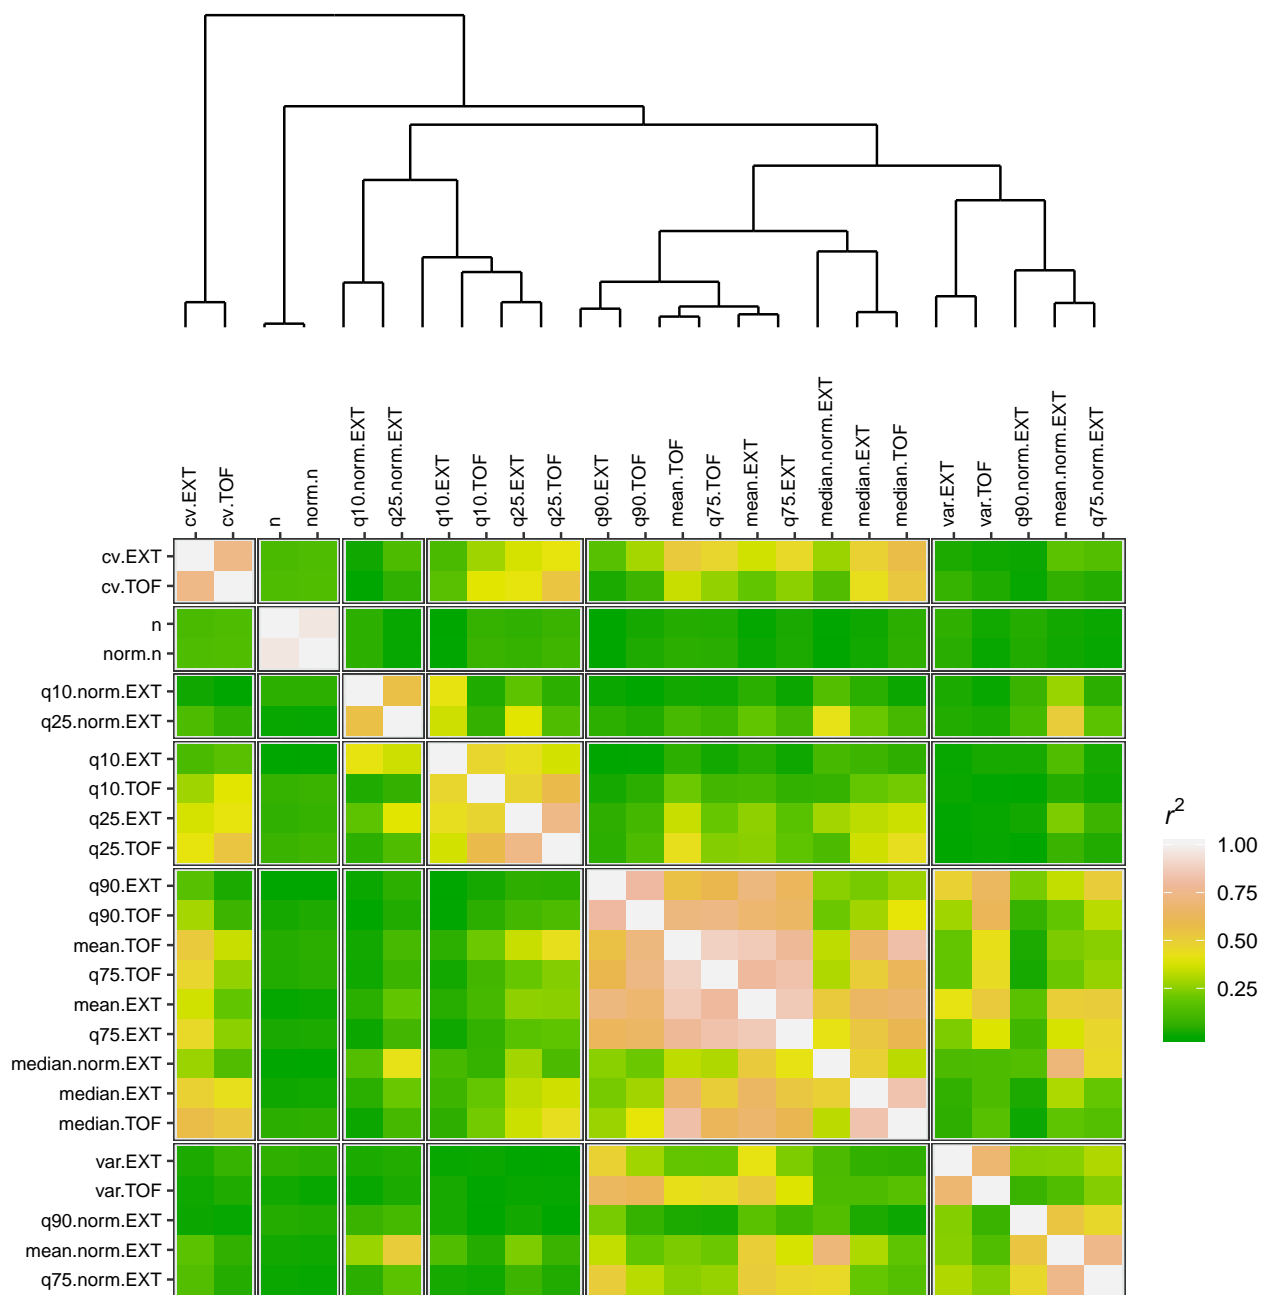 cv.EXT
cv.TOF
n
norm.n
q10.norm.EXT
q25.norm.EXT
q10.EXT
q10.TOF
q25.EXT
q25.TOF
q90.EXT
q90.TOF
mean.TOF
q75.TOF
mean.EXT
q75.EXT
median.norm.EXT
median.EXT
median.TOF
var.EXT
var.TOF
q90.norm.EXT
mean.norm.EXT
q75.norm.EXT
cv.EXT
cv.TOF
n
norm.n
q10.norm.EXT
q25.norm.EXT
q10.EXT
q10.TOF
q25.EXT
q25.TOF
q90.EXT
q90.TOF
mean.TOF
q75.TOF
mean.EXT
q75.EXT
median.norm.EXT
median.EXT
median.TOF
var.EXT
var.TOF
q90.norm.EXT
mean.norm.EXT
q75.norm.EXT
r²
1.00
0.75
0.50
0.25